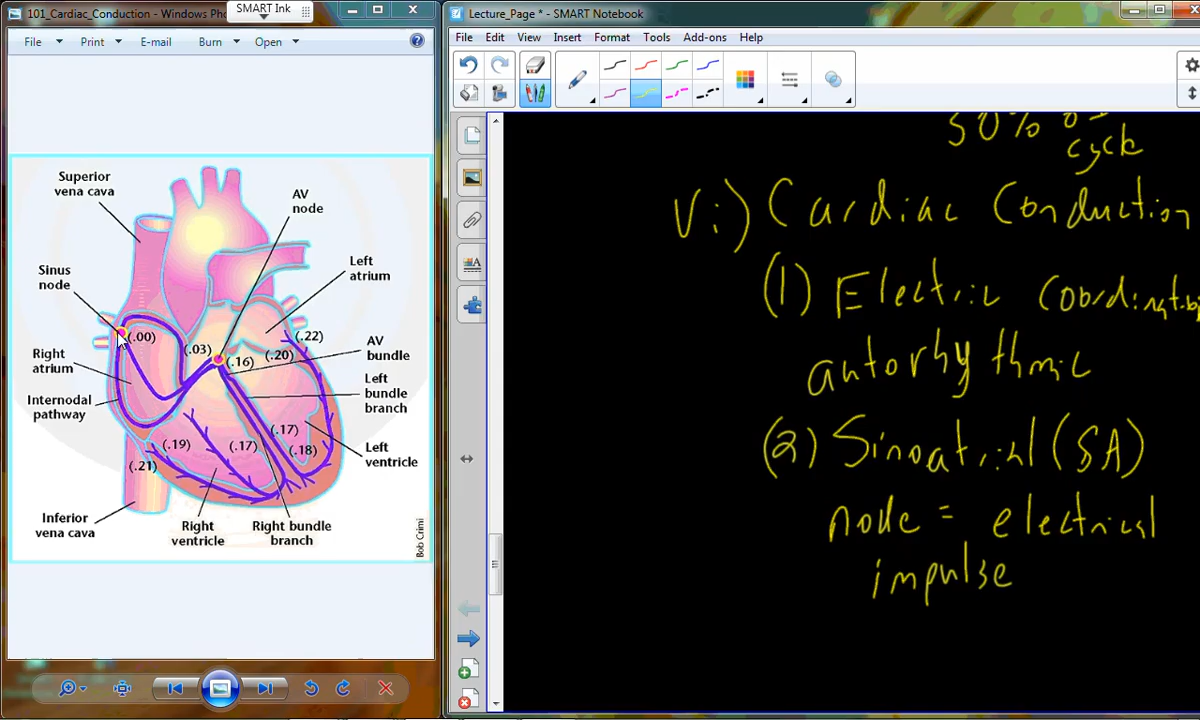 101_Cardiac_Conduction - Windows Pho
SMART Ink
File Print E-mail Burn Open
Superior
vena cava
AV
node
Sinus
node
Left
atrium
(.00)
(.03)
(.16)
(.20)
(.22)
Right
atrium
AV
bundle
Internodal
pathway
Left
bundle
branch
(.19)
(.17)
(.17)
(.18)
(.21)
Left
ventricle
Inferior
vena cava
Right
ventricle
Right bundle
branch
Bob Crimi
Lecture_Page * - SMART Notebook
File Edit View Insert Format Tools Add-ons Help
50% of
cycle
Vi.) Cardiac Conduction
(1) Electric
autorhythmic
(2) Sinoatrial (SA)
node = electrical
impulse